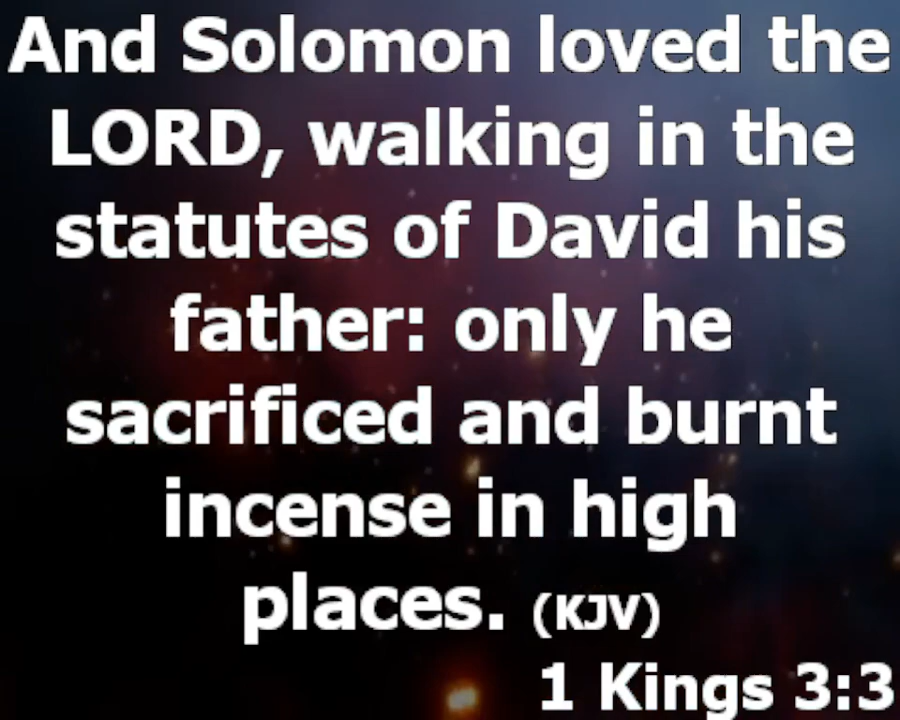 And Solomon loved the
LORD, walking in the
statutes of David his
father: only he
sacrificed and burnt
incense in high
places. (KJV)
1 Kings 3:3